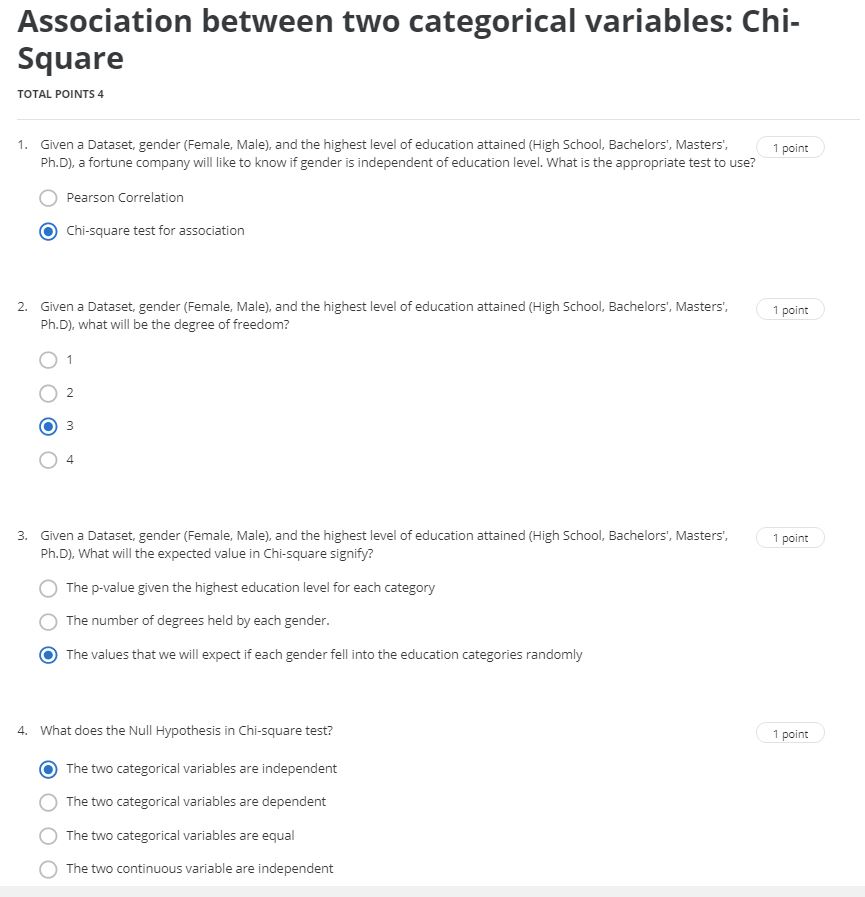 Association between two categorical variables: Chi-
Square
TOTAL POINTS 4
1. Given a Dataset, gender (Female, Male), and the highest level of education attained (High School, Bachelors', Masters', 1 point
Ph.D), a fortune company will like to know if gender is independent of education level. What is the appropriate test to use?
Pearson Correlation
Chi-square test for association
2. Given a Dataset, gender (Female, Male), and the highest level of education attained (High School, Bachelors', Masters', 1 point
Ph.D), what will be the degree of freedom?
1
2
3
4
3. Given a Dataset, gender (Female, Male), and the highest level of education attained (High School, Bachelors', Masters', 1 point
Ph.D), What will the expected value in Chi-square signify?
The p-value given the highest education level for each category
The number of degrees held by each gender.
The values that we will expect if each gender fell into the education categories randomly
4. What does the Null Hypothesis in Chi-square test? 1 point
The two categorical variables are independent
The two categorical variables are dependent
The two categorical variables are equal
The two continuous variable are independent